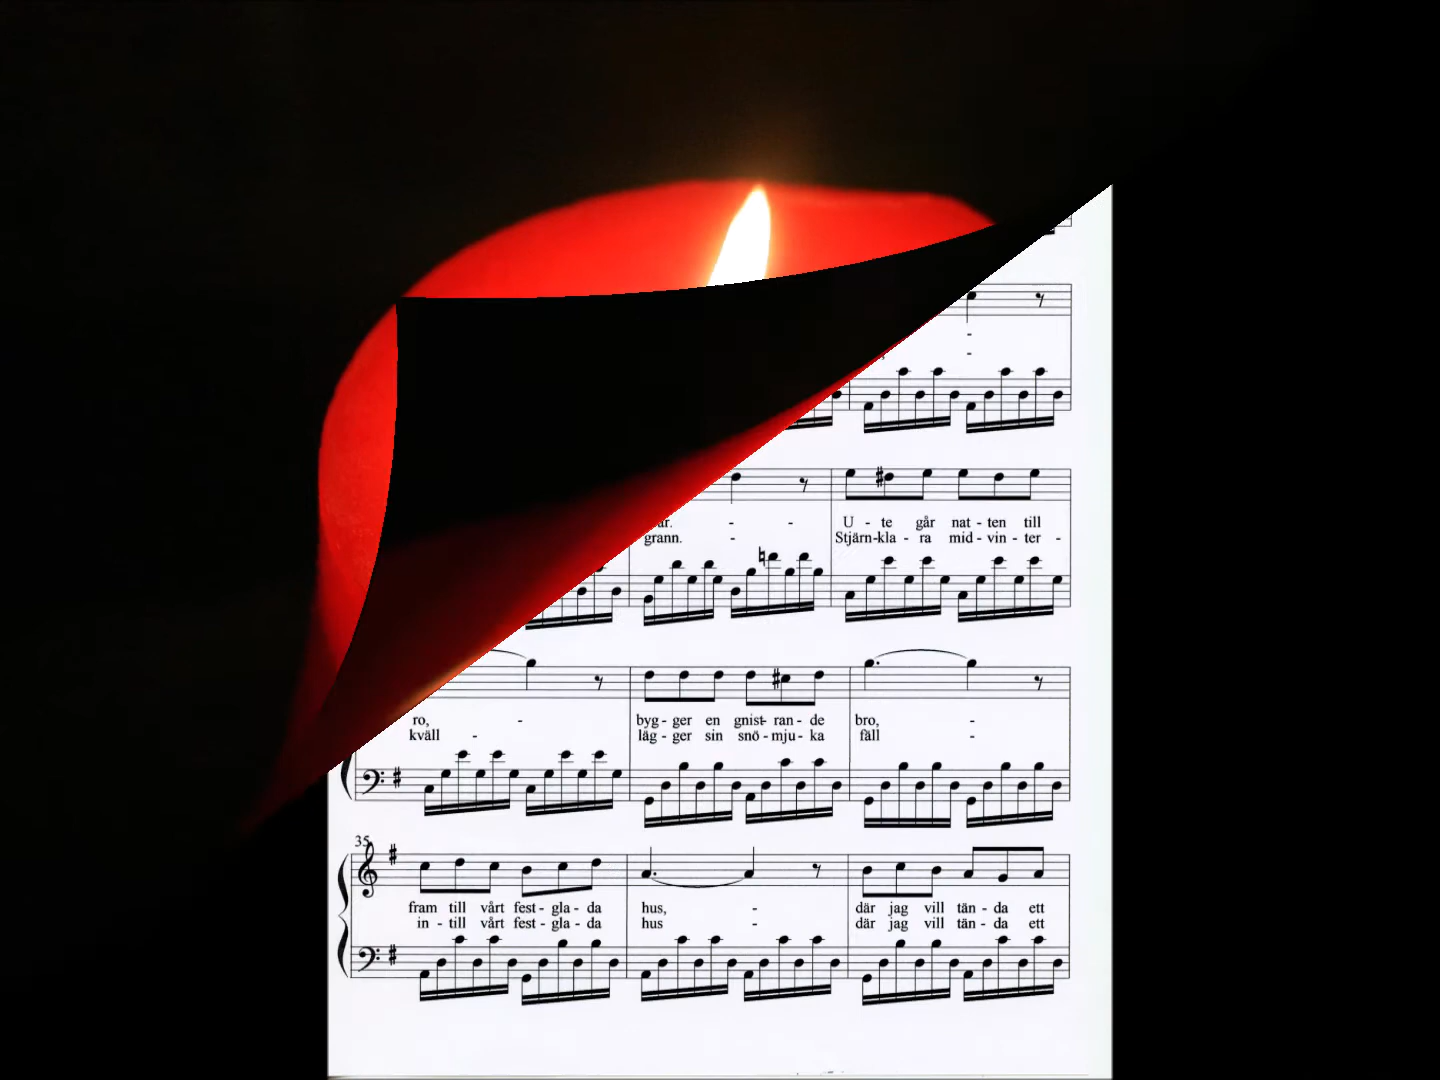 grann. -
U - te går nat - ten till
Stjärn-kla - ra mid - vin - ter -
ro, - byg - ger en gnist- ran - de bro, -
kväll - läg - ger sin snö - mju - ka fäll -
35
fram till vårt fest - gla - da hus, - där jag vill tän - da ett
in - till vårt fest - gla - da hus - där jag vill tän - da ett